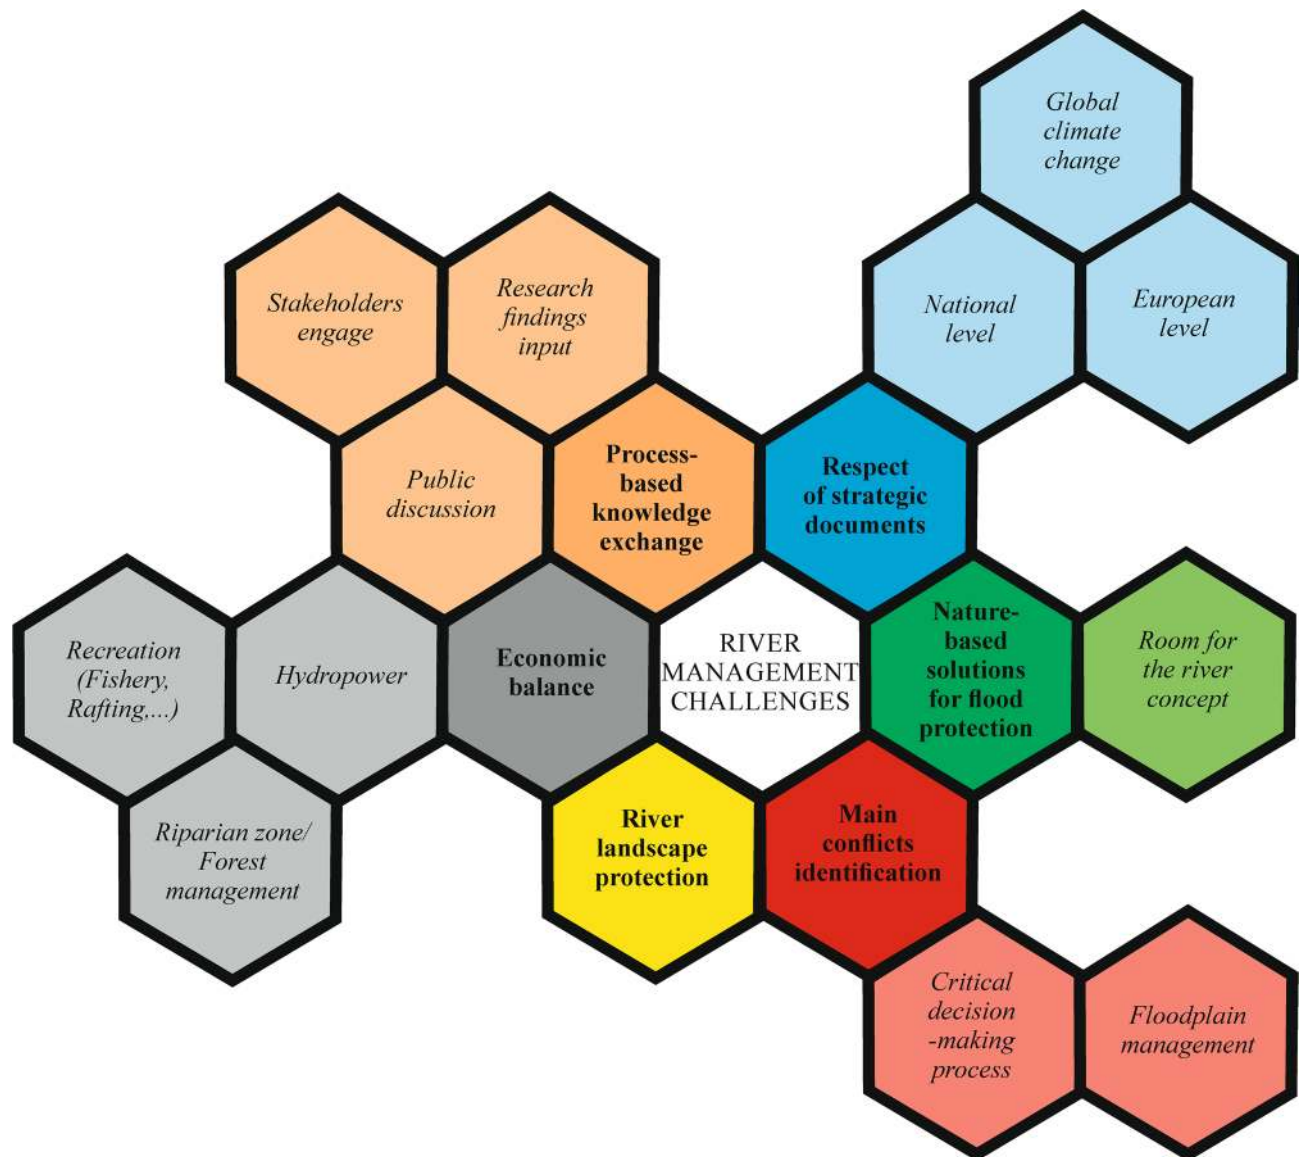 Global
climate
change
Stakeholders
engage
Research
findings
input
National
level
European
level
Public
discussion
Process-
based
knowledge
exchange
Respect
of strategic
documents
Recreation
(Fishery,
Rafting,...)
Hydropower
Economic
balance
RIVER
MANAGEMENT
CHALLENGES
Nature-
based
solutions
for flood
protection
Room for
the river
concept
Riparian zone/
Forest
management
River
landscape
protection
Main
conflicts
identification
Critical
decision
-making
process
Floodplain
management